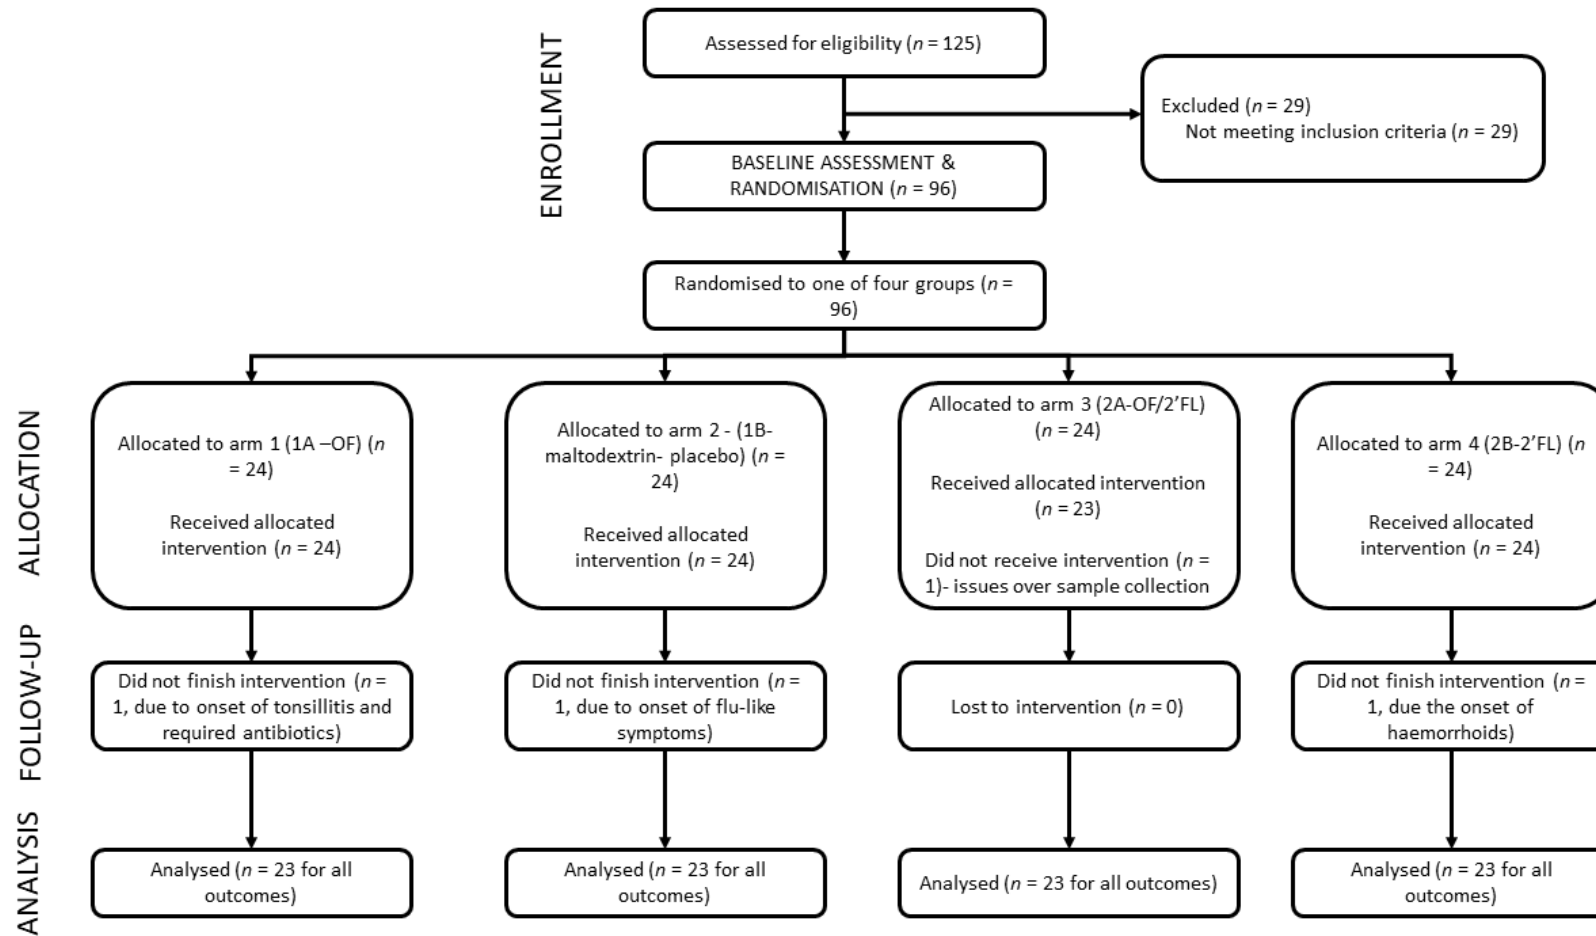 ENROLLMENT
Assessed for eligibility (n = 125)
Excluded (n = 29)
Not meeting inclusion criteria (n = 29)
BASELINE ASSESSMENT &
RANDOMISATION (n = 96)
Randomised to one of four groups (n =
96)
ALLOCATION
Allocated to arm 1 (1A –OF) (n
= 24)
Received allocated
intervention (n = 24)
Allocated to arm 2 - (1B-
maltodextrin- placebo) (n =
24)
Received allocated
intervention (n = 24)
Allocated to arm 3 (2A-OF/2’FL)
(n = 24)
Received allocated intervention
(n = 23)
Did not receive intervention (n =
1)- issues over sample collection
Allocated to arm 4 (2B-2’FL) (n
= 24)
Received allocated
intervention (n = 24)
FOLLOW-UP
Did not finish intervention (n =
1, due to onset of tonsillitis and
required antibiotics)
Did not finish intervention (n =
1, due to onset of flu-like
symptoms)
Lost to intervention (n = 0)
Did not finish intervention (n =
1, due the onset of
haemorrhoids)
ANALYSIS
Analysed (n = 23 for all
outcomes)
Analysed (n = 23 for all
outcomes)
Analysed (n = 23 for all outcomes)
Analysed (n = 23 for all
outcomes)